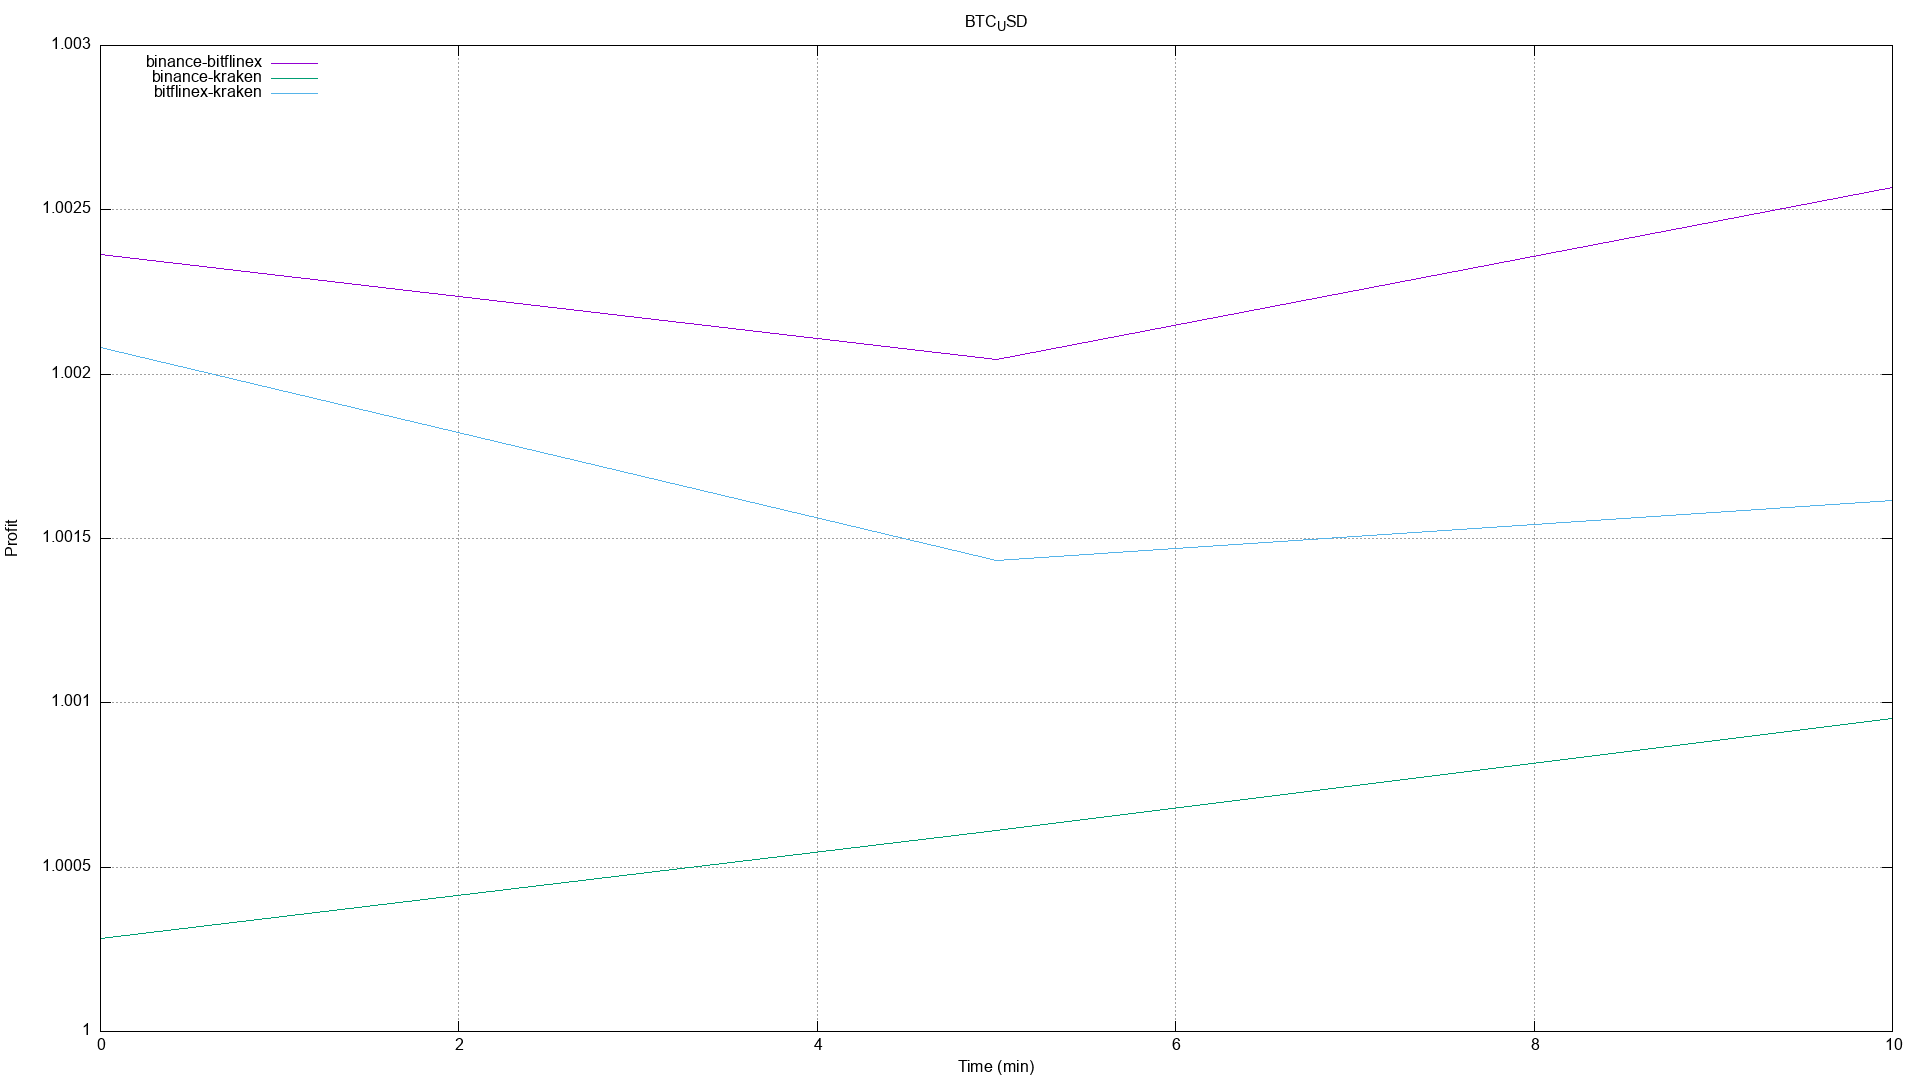 BTCUSD
1.003
binance-bitflinex
binance-kraken
bitflinex-kraken
1.0025
1.002
1.0015
Profit
1.001
1.0005
1
0 2 4 6 8 10
Time (min)